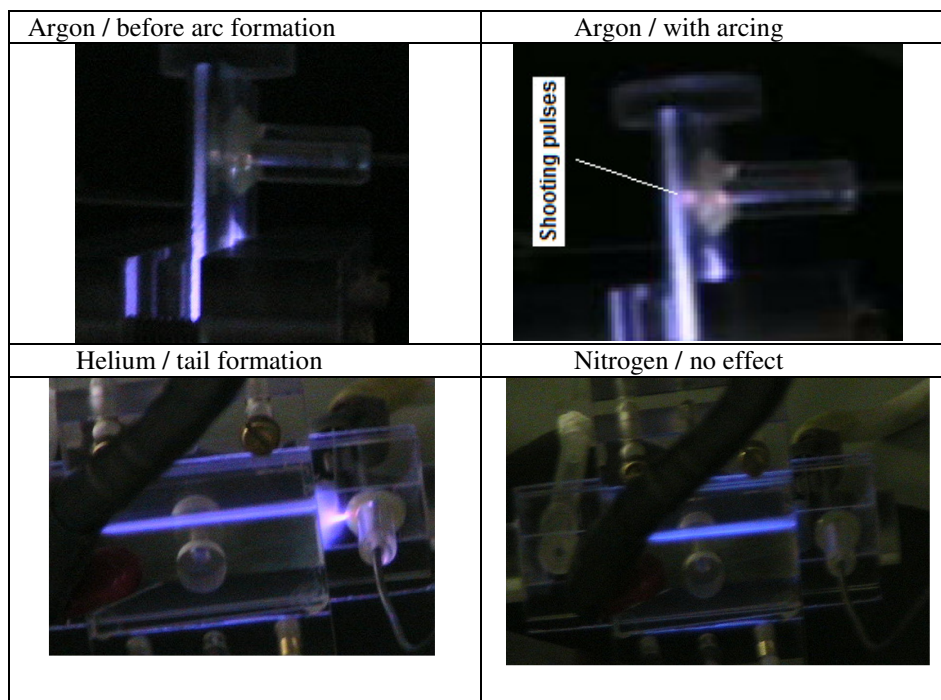 Argon / before arc formation
Argon / with arcing
Shooting pulses
Helium / tail formation
Nitrogen / no effect